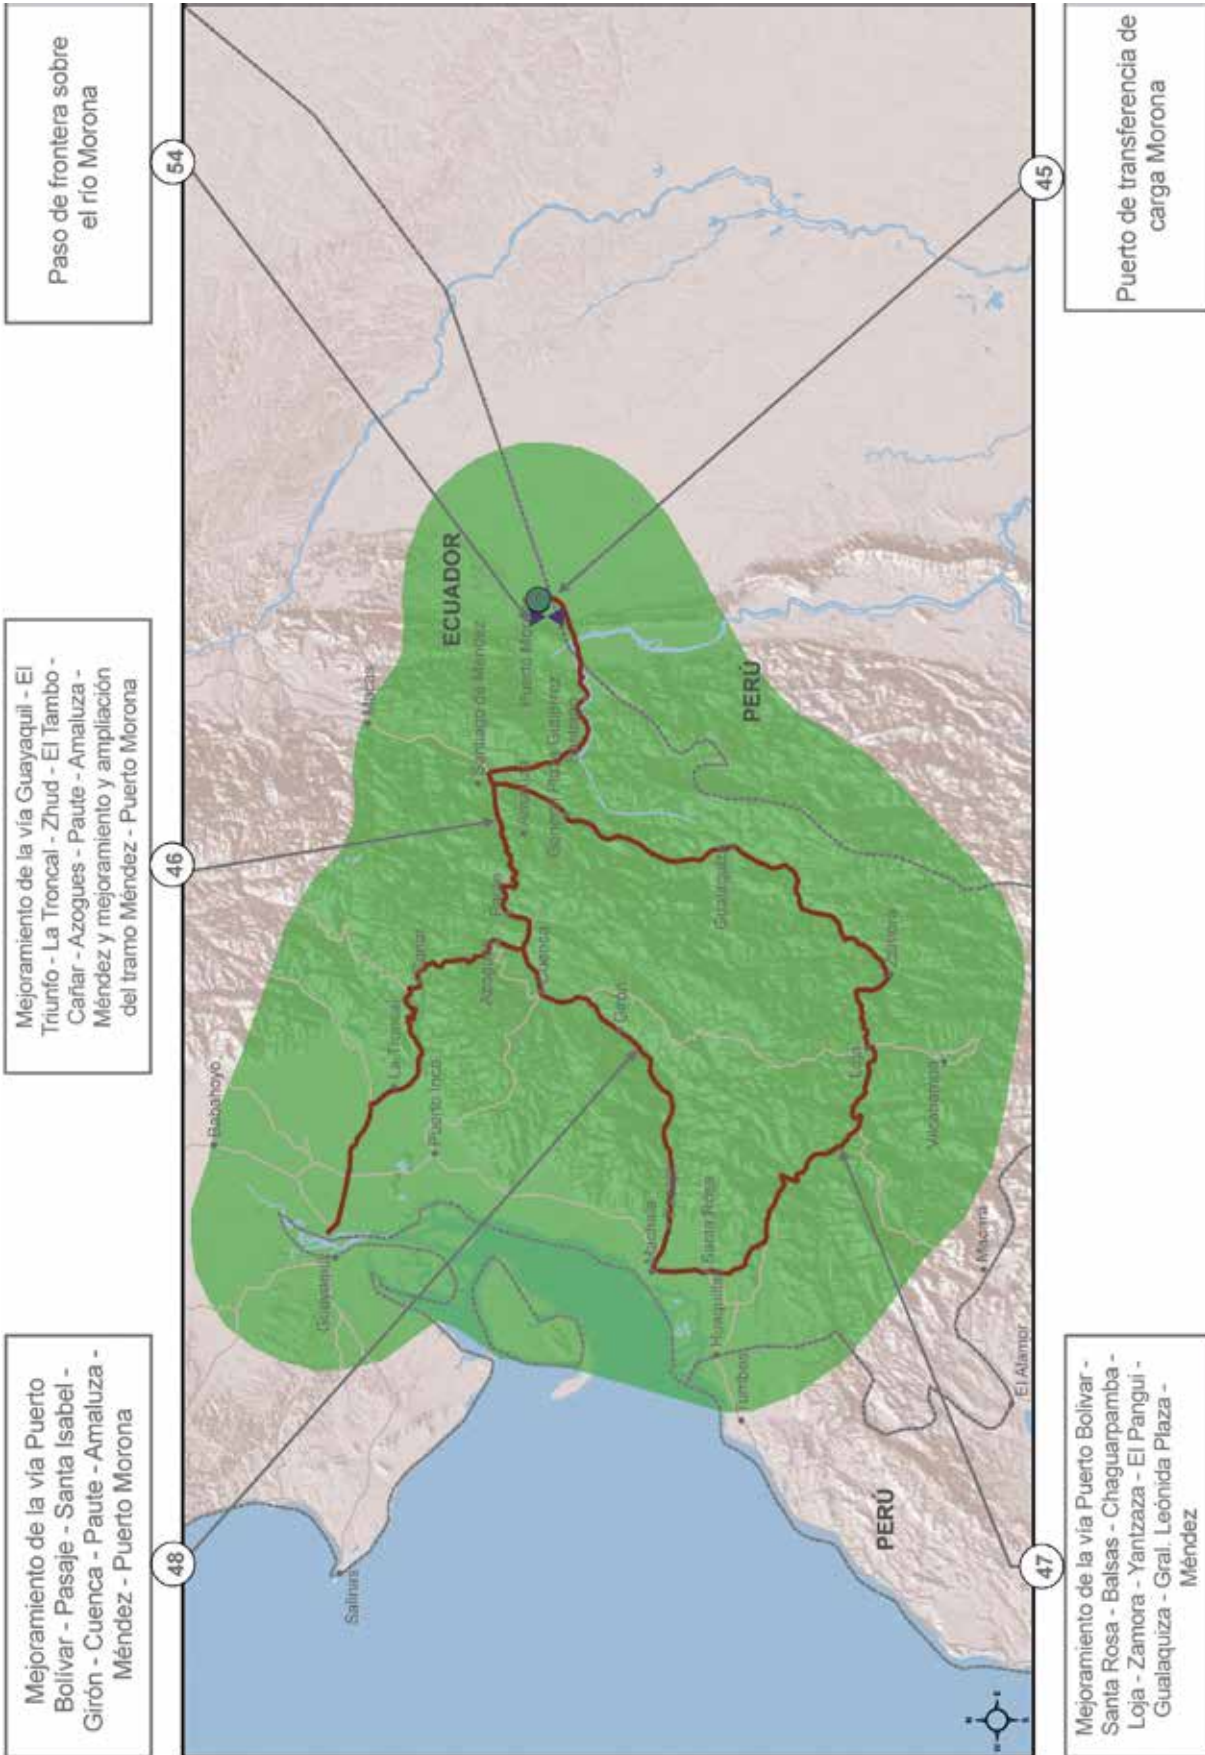 Mejoramiento de la vía Puerto
Bolívar - Pasaje - Santa Isabel -
Girón - Cuenca - Paute - Amaluza -
Méndez - Puerto Morona
Mejoramiento de la vía Guayaquil - El
Triunfo - La Troncal - Zhud - El Tambo -
Cañar - Azogues - Paute - Amaluza -
Méndez y mejoramiento y ampliación
del tramo Méndez - Puerto Morona
Paso de frontera sobre
el río Morona
48
46
54
Babahoyo
Salinas
Guayaquil
La Troncal
Macas
Puerto Inca
Cañar
ECUADOR
Santiago de Méndez
Azogues
Paute
Cuenca
Puerto
Girón
Gutiérrez
Machala
Santa Rosa
Huaquillas
Tumbes
Gualaquiza
PERÚ
Loja
Zamora
Vilcabamba
Macará
El Alamor
PERÚ
N
W
E
S
47
45
Mejoramiento de la vía Puerto Bolivar -
Santa Rosa - Balsas - Chaguarpamba -
Loja - Zamora - Yantzaza - El Pangui -
Gualaquiza - Gral. Leónida Plaza -
Méndez
Puerto de transferencia de
carga Morona